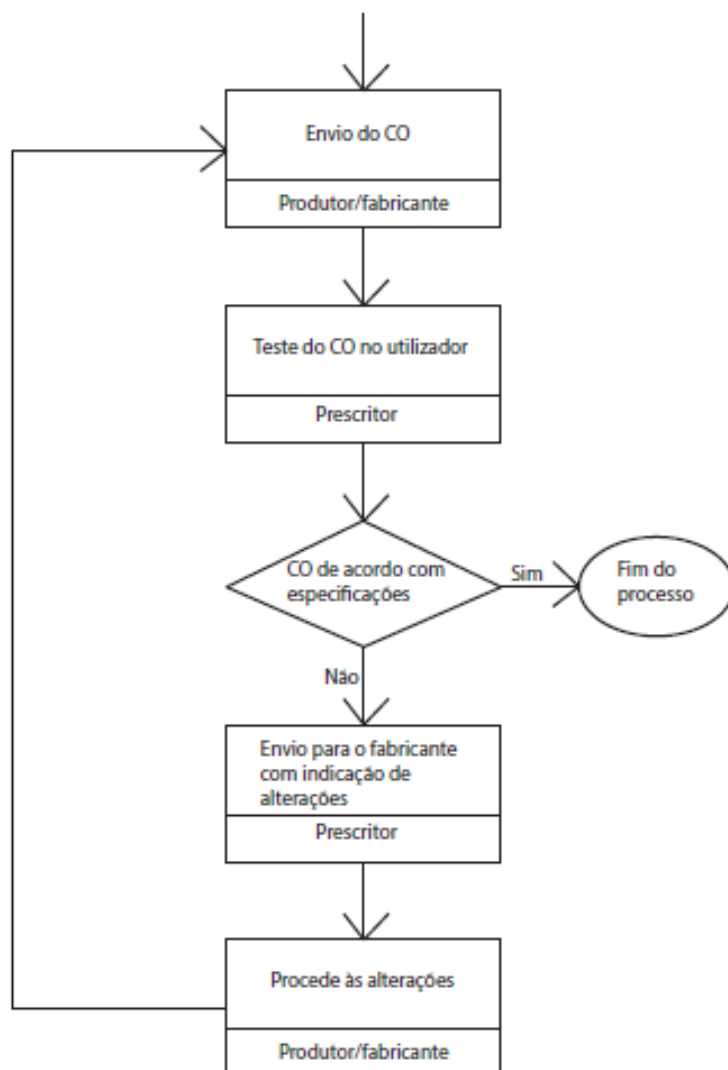 Envio do CO
Produtor/fabricante
Teste do CO no utilizador
Prescritor
CO de acordo com
especificações
Sim
Fim do
processo
Não
Envio para o fabricante
com indicação de
alterações
Prescritor
Procede às alterações
Produtor/fabricante